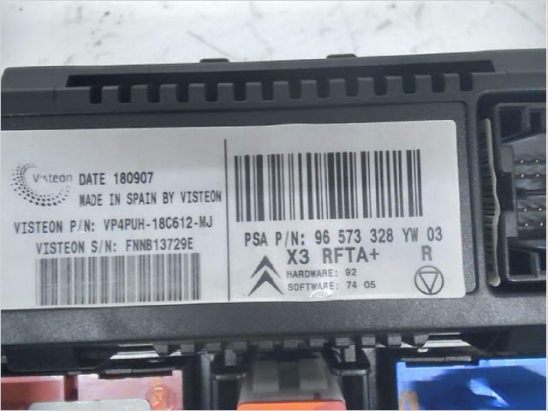 Visteon
DATE 180907
MADE IN SPAIN BY VISTEON
VISTEON P/N: VP4PUH-18C612-MJ
VISTEON S/N: FNNB13729E
PSA P/N: 96 573 328 YW 03
X3 RFTA+ R
HARDWARE: 92
SOFTWARE: 74 05